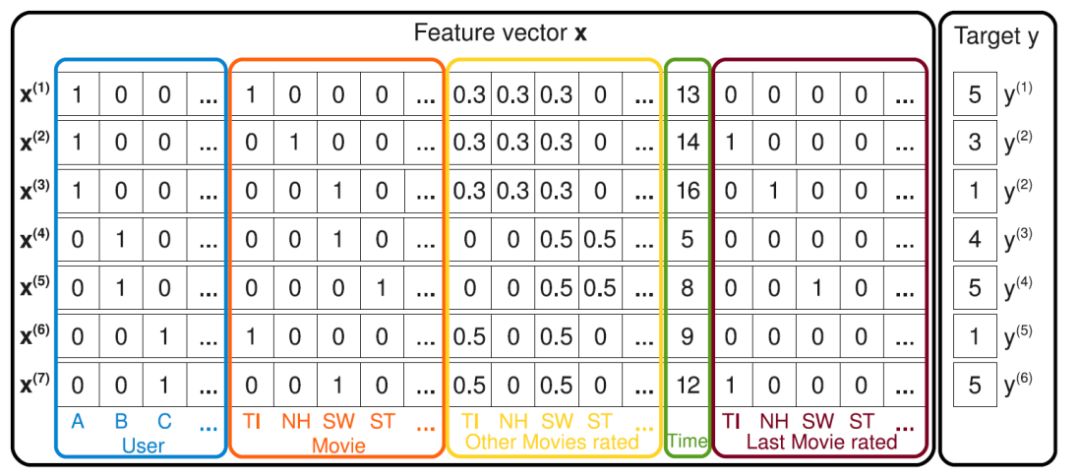 Feature vector x Target y
x(1) 1 0 0 ... 1 0 0 0 ... 0.3 0.3 0.3 0 ... 13 0 0 0 0 ... 5 y(1)
x(2) 1 0 0 ... 0 1 0 0 ... 0.3 0.3 0.3 0 ... 14 1 0 0 0 ... 3 y(2)
x(3) 1 0 0 ... 0 0 1 0 ... 0.3 0.3 0.3 0 ... 16 0 1 0 0 ... 1 y(2)
x(4) 0 1 0 ... 0 0 1 0 ... 0 0 0.5 0.5 ... 5 0 0 0 0 ... 4 y(3)
x(5) 0 1 0 ... 0 0 0 1 ... 0 0 0.5 0.5 ... 8 0 0 1 0 ... 5 y(4)
x(6) 0 0 1 ... 1 0 0 0 ... 0.5 0 0.5 0 ... 9 0 0 0 0 ... 1 y(5)
x(7) 0 0 1 ... 0 0 1 0 ... 0.5 0 0.5 0 ... 12 1 0 0 0 ... 5 y(6)
A B C ... TI NH SW ST ... TI NH SW ST ... TI NH SW ST ...
User Movie Other Movies rated Time Last Movie rated